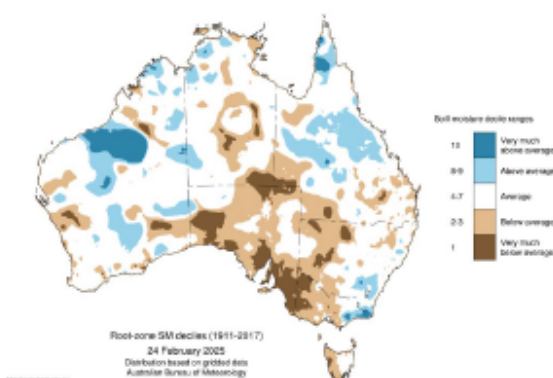 Soil moisture decile ranges
10
Very much
above average
8-9
Above average
4-7
Average
2-3
Below average
1
Very much
below average
Root-zone SM deciles (1911-2017)
24 February 2025
Distribution based on gridded data
Australian Bureau of Meteorology